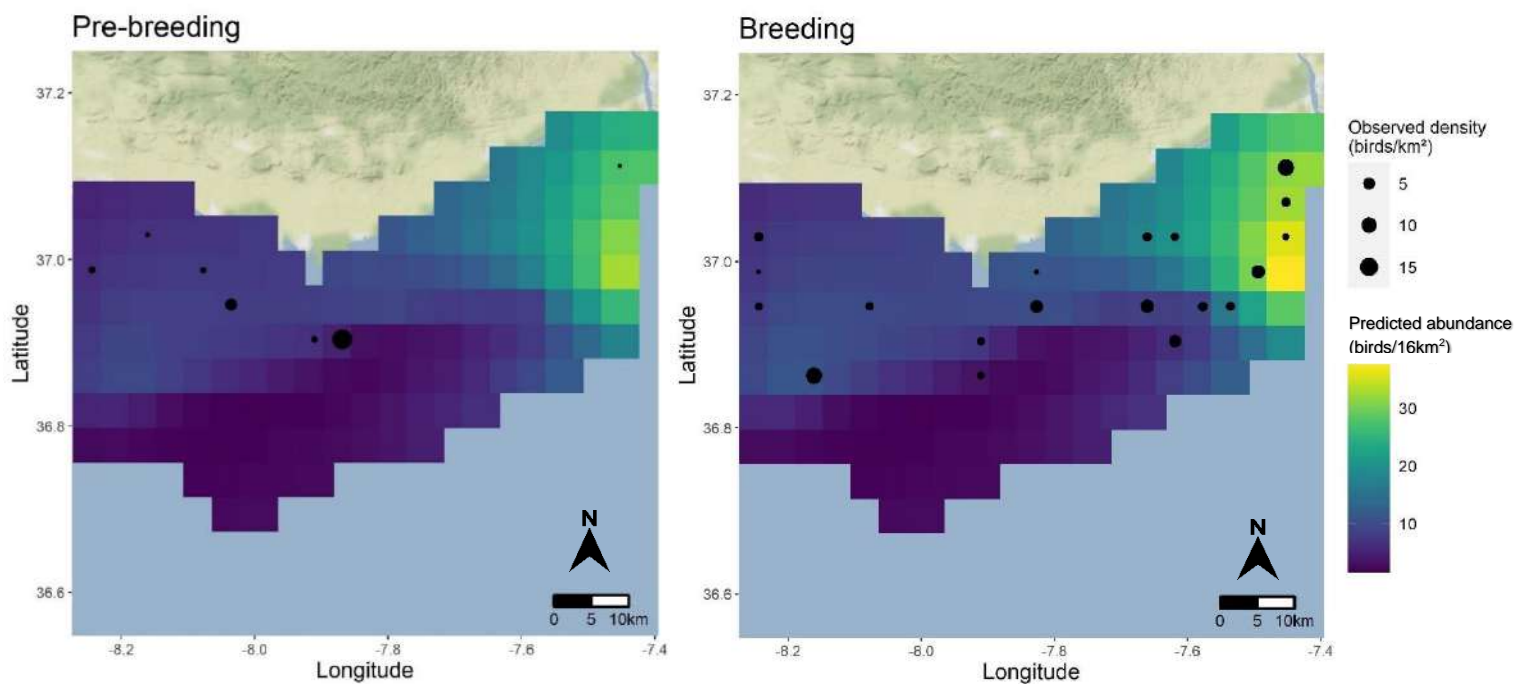 Pre-breeding
Breeding
Latitude
37.2
37.0
36.8
36.6
N
0 5 10km
-8.2 -8.0 -7.8 -7.6 -7.4
Longitude
Latitude
37.2
37.0
36.8
36.6
N
0 5 10km
-8.2 -8.0 -7.8 -7.6 -7.4
Longitude
Observed density
(birds/km²)
5
10
15
Predicted abundance
(birds/16km²)
30
20
10